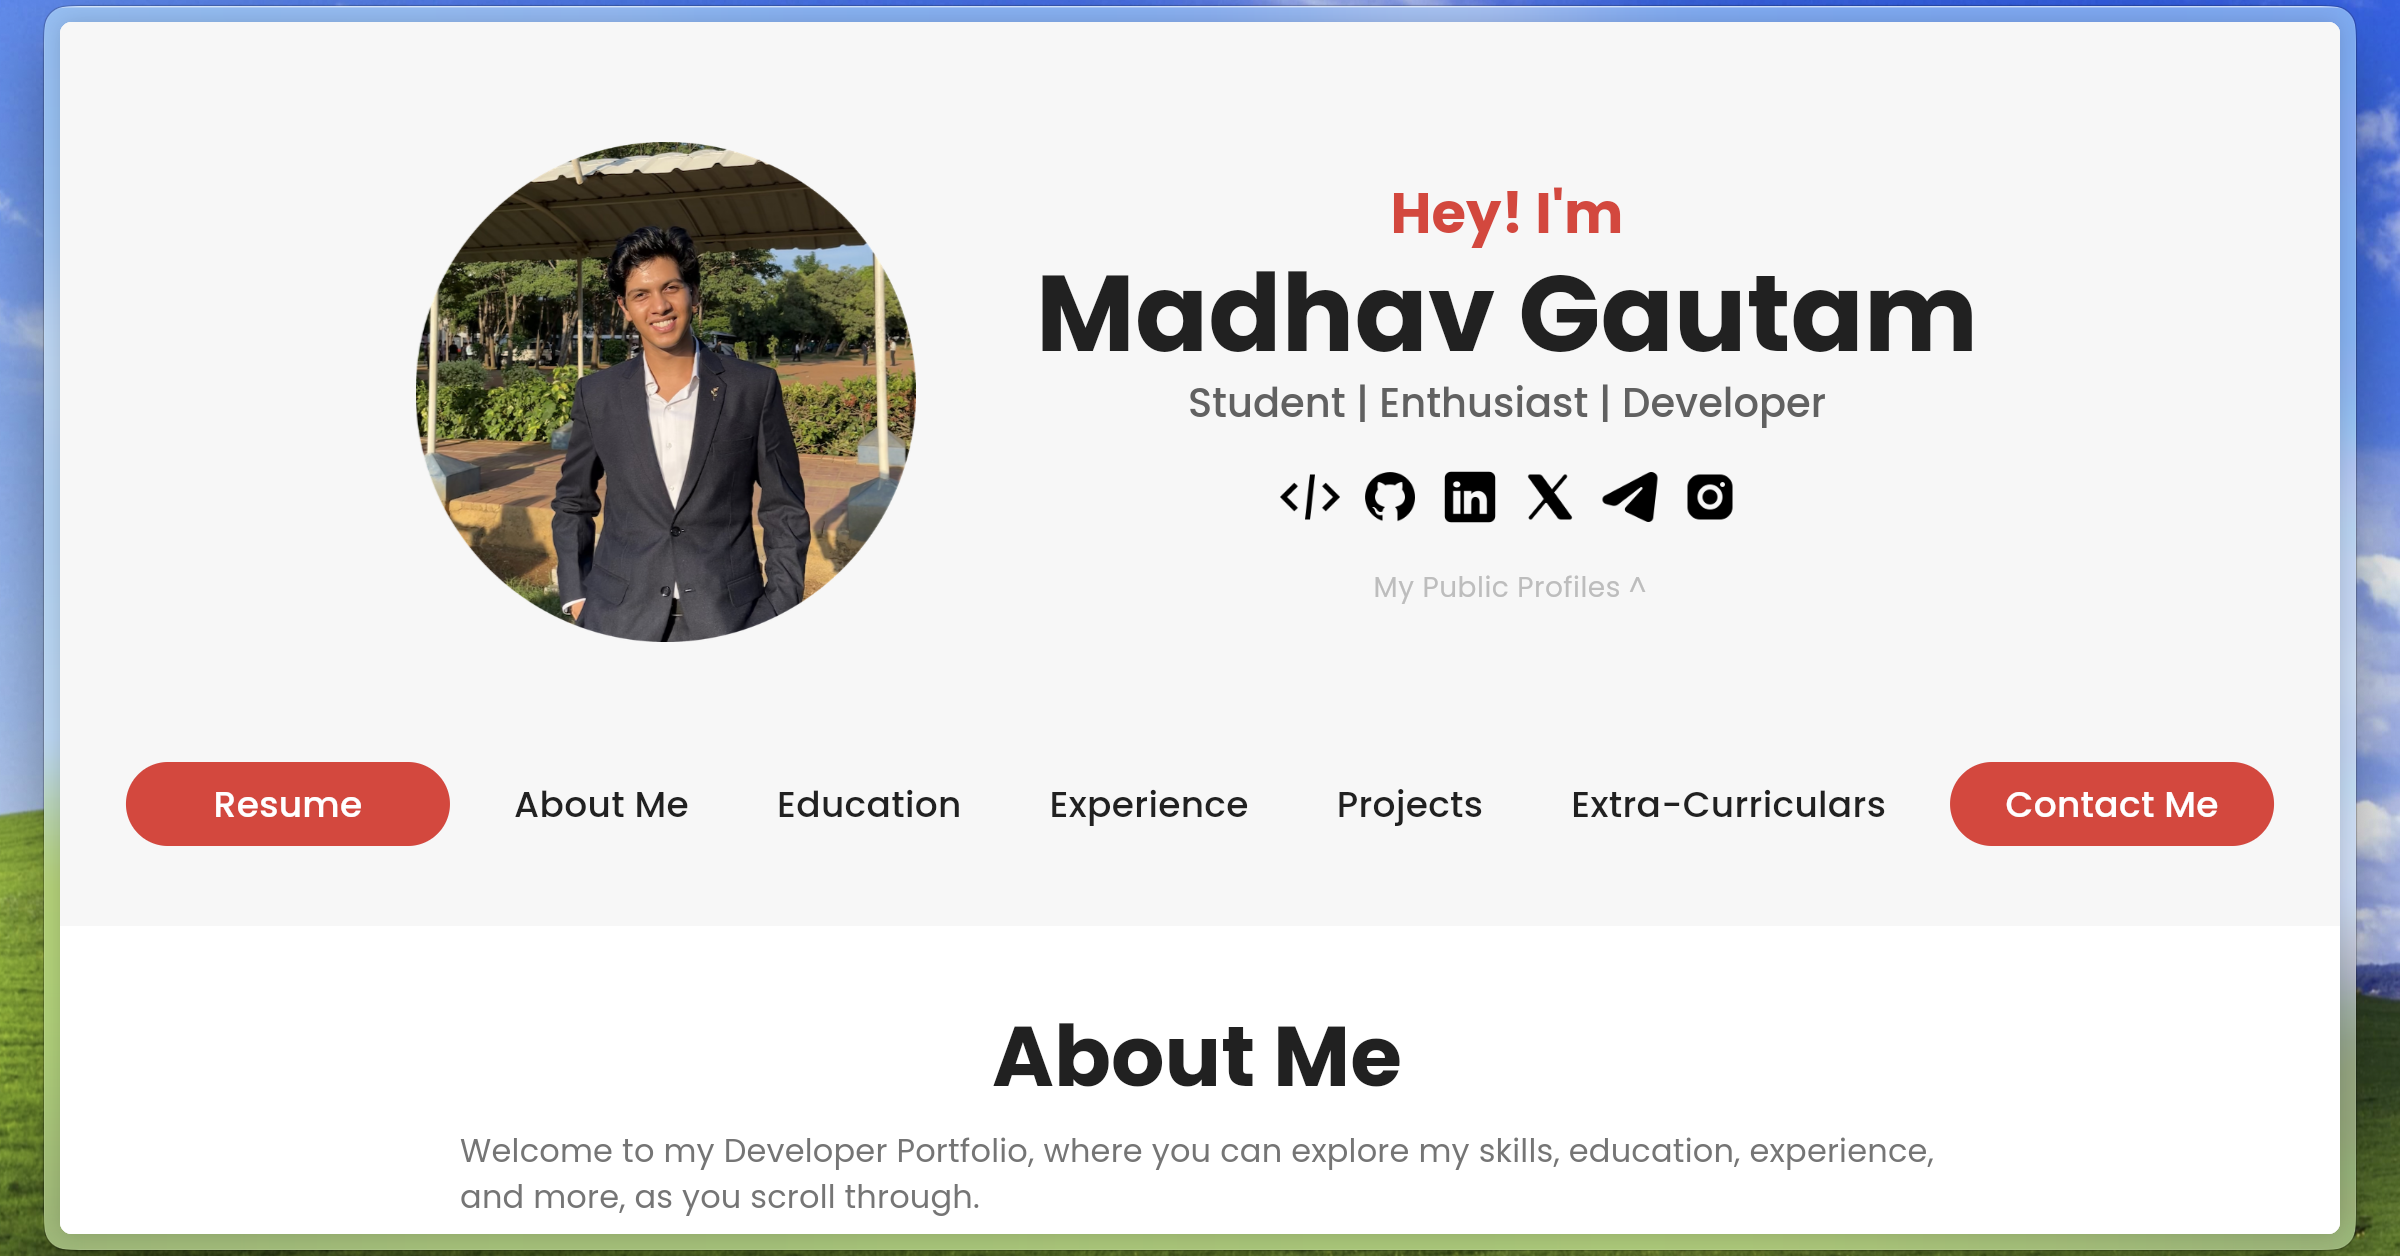 Hey! I'm
Madhav Gautam
Student | Enthusiast | Developer
My Public Profiles ^
Resume
About Me
Education
Experience
Projects
Extra-Curriculars
Contact Me
About Me
Welcome to my Developer Portfolio, where you can explore my skills, education, experience,
and more, as you scroll through.